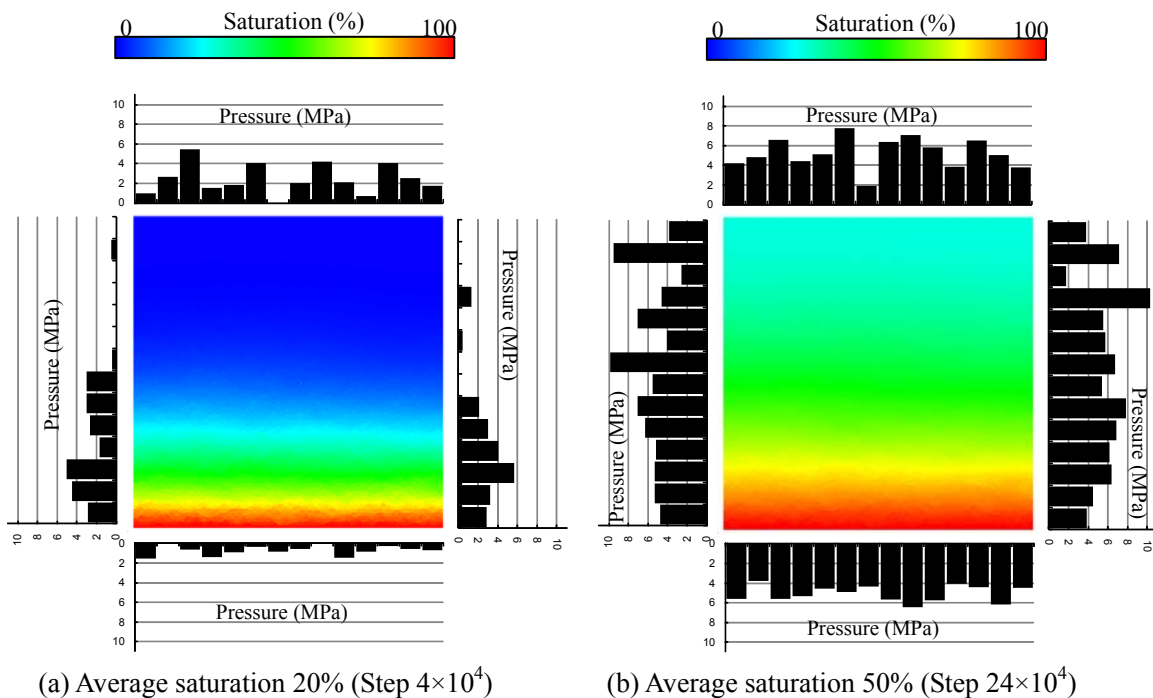 Saturation (%)
0 100
Pressure (MPa)
10
8
6
4
2
0
Pressure (MPa)
10 8 6 4 2 0
Pressure (MPa)
0 2 4 6 8 10
0
2
4
6
8
10
Pressure (MPa)
(a) Average saturation 20% (Step 4×10⁴)
Saturation (%)
0 100
Pressure (MPa)
10
8
6
4
2
0
Pressure (MPa)
10 8 6 4 2 0
Pressure (MPa)
0 2 4 6 8 10
0
2
4
6
8
10
Pressure (MPa)
(b) Average saturation 50% (Step 24×10⁴)